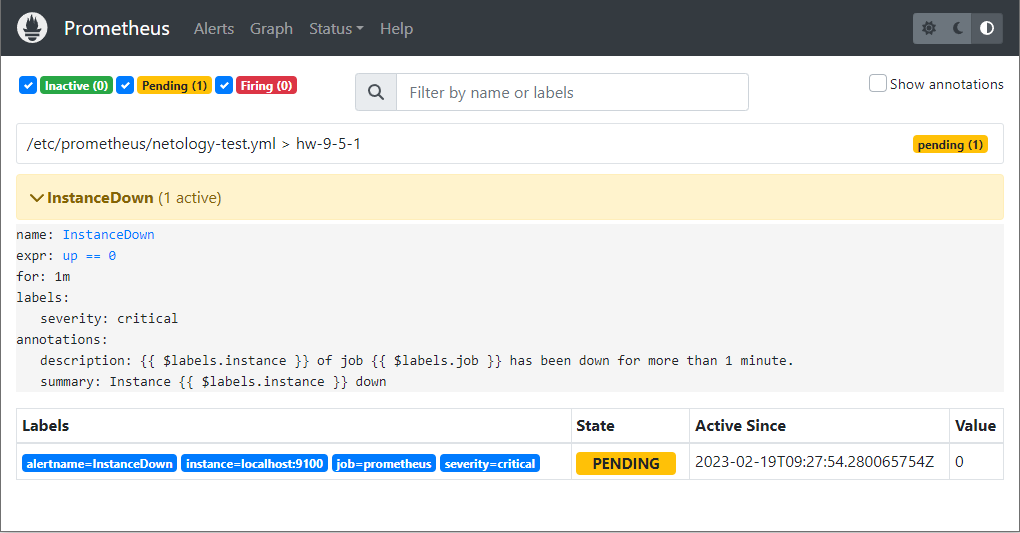 Prometheus Alerts Graph Status Help
Inactive (0) Pending (1) Firing (0) Filter by name or labels Show annotations
/etc/prometheus/netology-test.yml > hw-9-5-1 pending (1)
InstanceDown (1 active)
name: InstanceDown
expr: up == 0
for: 1m
labels:
severity: critical
annotations:
description: {{ $labels.instance }} of job {{ $labels.job }} has been down for more than 1 minute.
summary: Instance {{ $labels.instance }} down
Labels State Active Since Value
alertname=InstanceDown instance=localhost:9100 job=prometheus severity=critical PENDING 2023-02-19T09:27:54.280065754Z 0